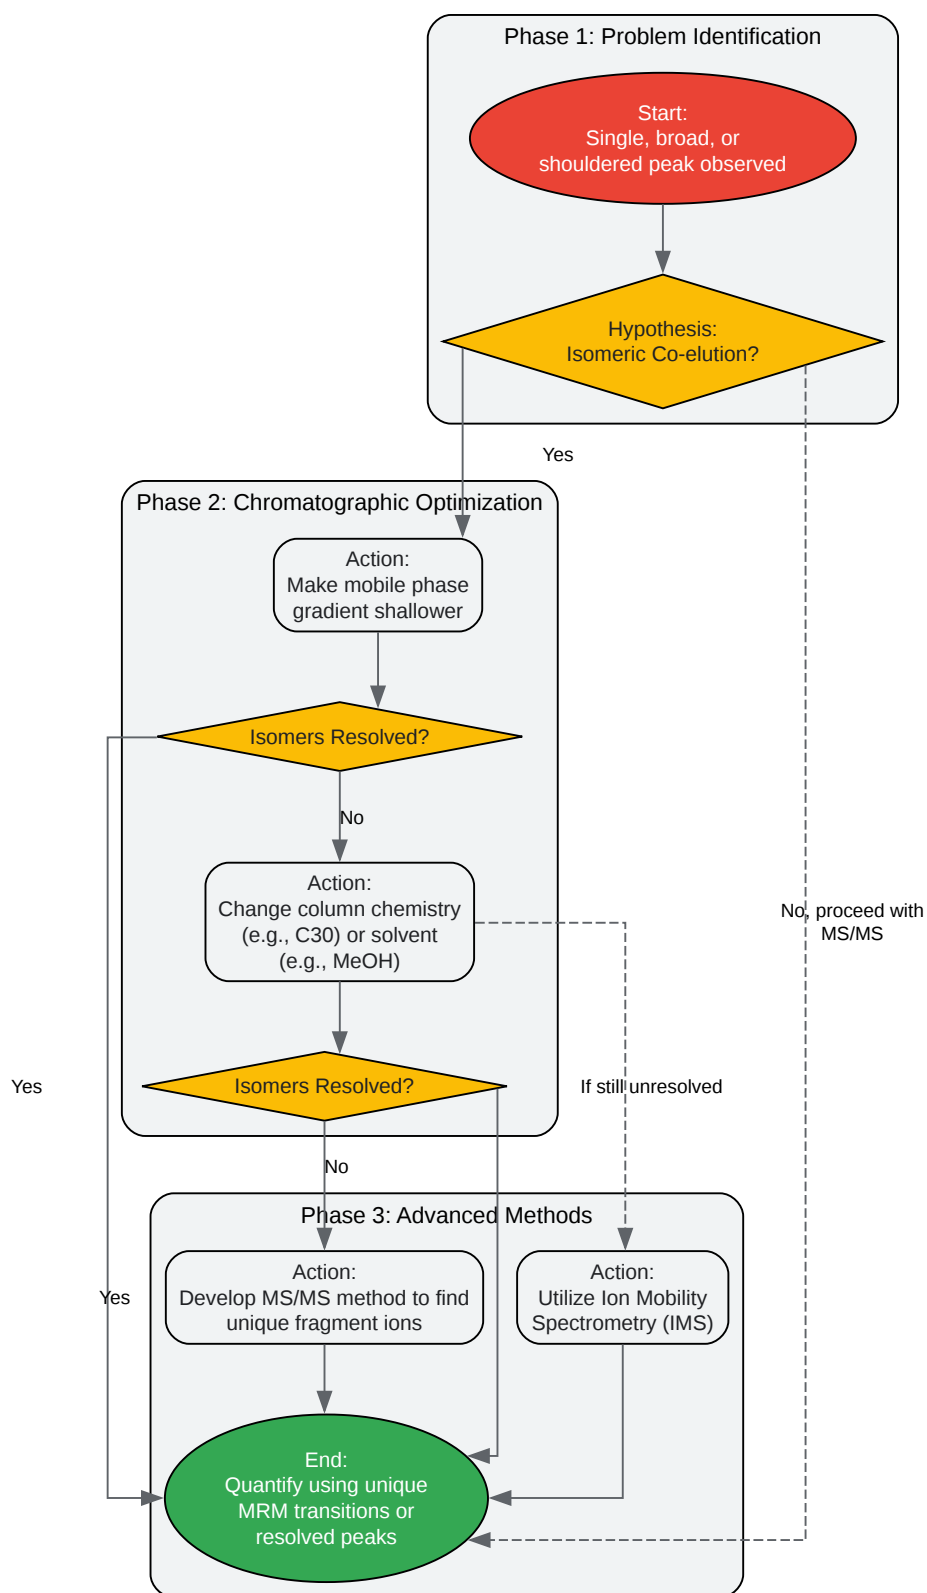 Phase 1: Problem Identification
Start:
Single, broad, or
shouldered peak observed
Hypothesis:
Isomeric Co-elution?
Yes
Phase 2: Chromatographic Optimization
Action:
Make mobile phase
gradient shallower
Isomers Resolved?
No
Action:
Change column chemistry
(e.g., C30) or solvent
(e.g., MeOH)
No, proceed with
MS/MS
Isomers Resolved?
Yes
If still unresolved
No
Phase 3: Advanced Methods
Action:
Develop MS/MS method to find
unique fragment ions
Action:
Utilize Ion Mobility
Spectrometry (IMS)
Yes
End:
Quantify using unique
MRM transitions or
resolved peaks